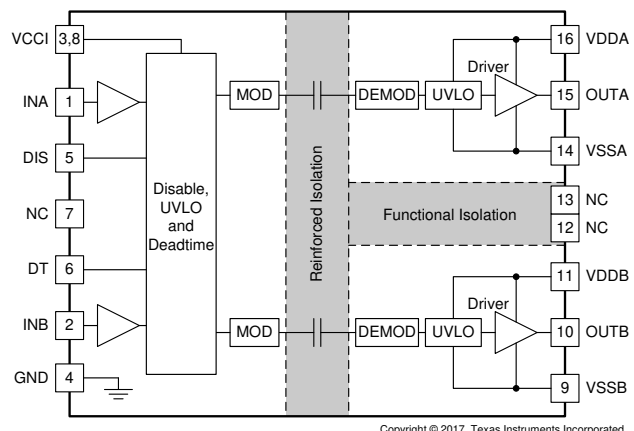 VCCI 3,8
16 VDDA
Driver
INA 1
MOD
DEMOD
UVLO
15 OUTA
DIS 5
14 VSSA
Disable,
UVLO
and
Deadtime
Reinforced Isolation
NC 7
Functional Isolation
13 NC
12 NC
DT 6
11 VDDB
Driver
INB 2
MOD
DEMOD
UVLO
10 OUTB
GND 4
9 VSSB
Copyright © 2017, Texas Instruments Incorporated